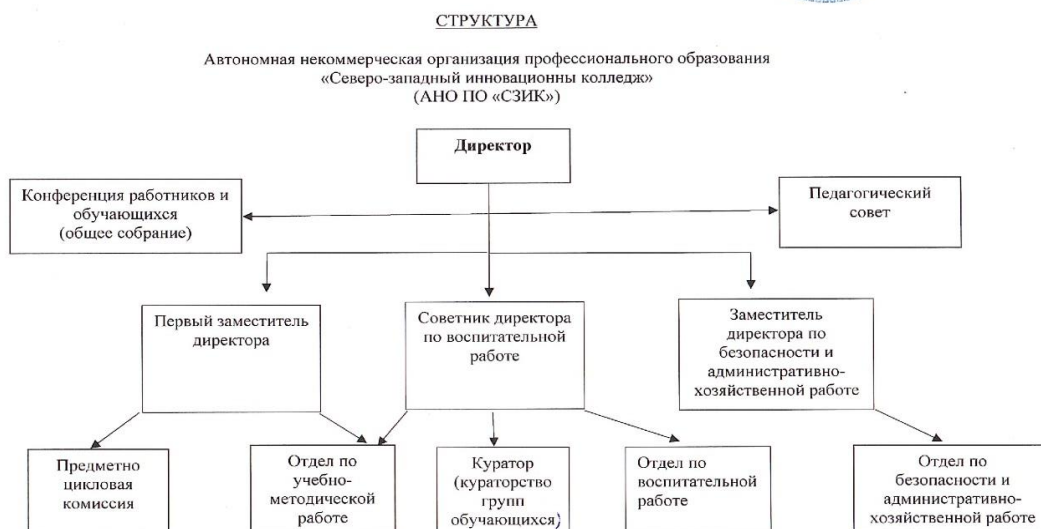 СТРУКТУРА
Автономная некоммерческая организация профессионального образования
«Северо-западный инновационны колледж»
(АНО ПО «СЗИК»)
Директор
Конференция работников и
обучающихся
(общее собрание)
Педагогический
совет
Первый заместитель
директора
Советник директора
по воспитательной
работе
Заместитель
директора по
безопасности и
административно-
хозяйственной работе
Предметно
цикловая
комиссия
Отдел по
учебно-
методической
работе
Куратор
(кураторство
групп
обучающихся)
Отдел по
воспитательной
работе
Отдел по
безопасности и
административно-
хозяйственной работе